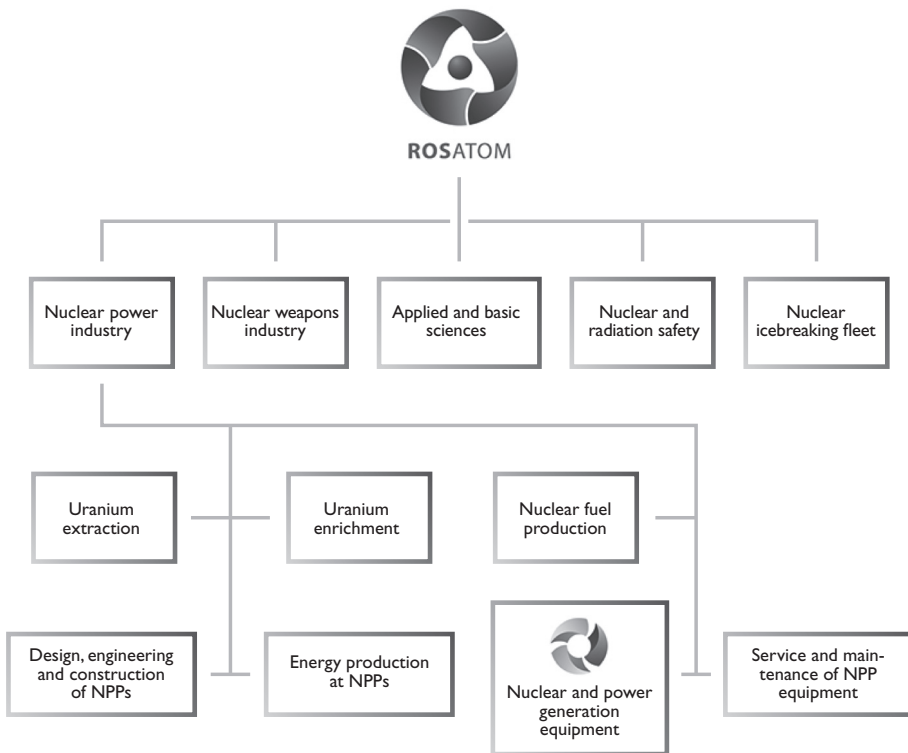 ROSATOM
Nuclear power
industry
Nuclear weapons
industry
Applied and basic
sciences
Nuclear and
radiation safety
Nuclear
icebreaking fleet
Uranium
extraction
Uranium
enrichment
Nuclear fuel
production
Design, engineering
and construction
of NPPs
Energy production
at NPPs
Nuclear and power
generation
equipment
Service and main-
tenance of NPP
equipment